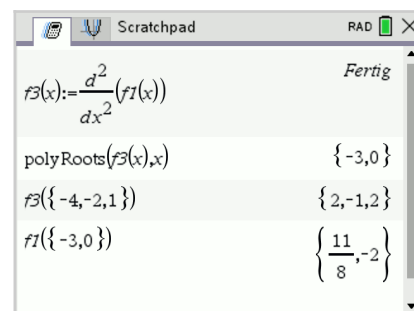 Scratchpad RAD
f3(x):=d²/dx²(f1(x)) Fertig
polyRoots(f3(x),x) {-3,0}
f3({-4,-2,1}) {2,-1,2}
f1({-3,0}) {11/8,-2}